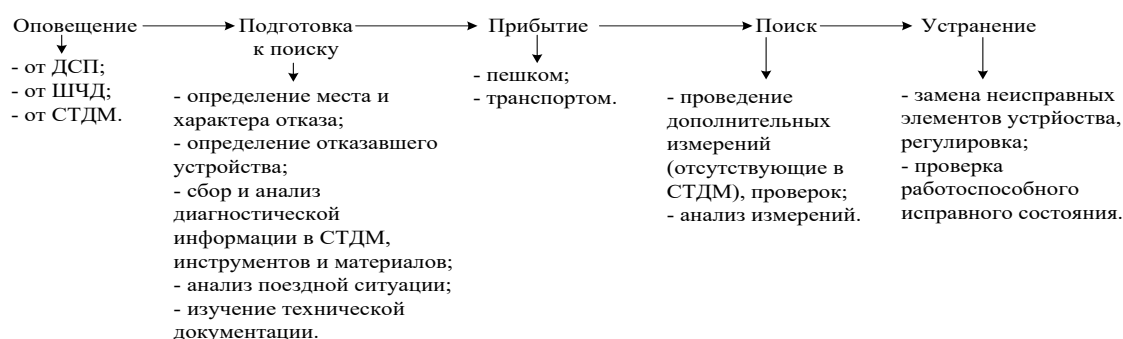 Оповещение
- от ДСП;
- от ШЧД;
- от СТДМ.
Подготовка
к поиску
- определение места и
характера отказа;
- определение отказавшего
устройства;
- сбор и анализ
диагностической
информации в СТДМ,
инструментов и материалов;
- анализ поездной ситуации;
- изучение технической
документации.
Прибытие
- пешком;
- транспортом.
Поиск
- проведение
дополнительных
измерений
(отсутствующие в
СТДМ), проверок;
- анализ измерений.
Устранение
- замена неисправных
элементов устрйоства,
регулировка;
- проверка
работоспособного
исправного состояния.